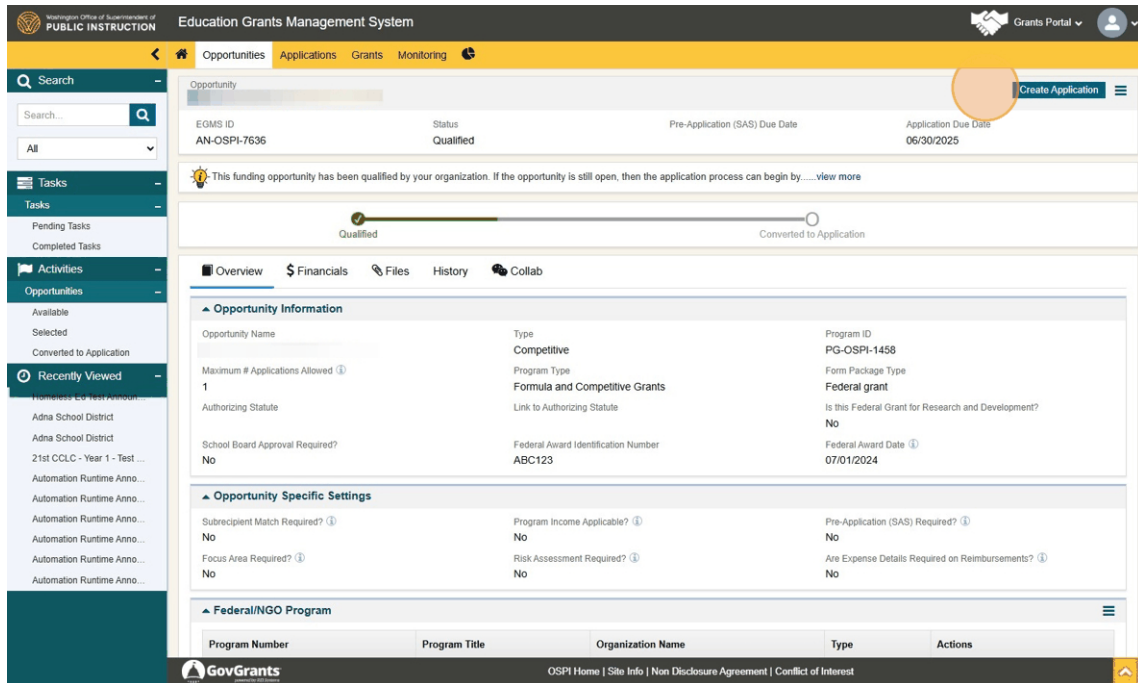 Washington Office of Superintendent of
PUBLIC INSTRUCTION
Education Grants Management System
Grants Portal
Opportunities Applications Grants Monitoring
Search
Search...
All
Tasks
Tasks
Pending Tasks
Completed Tasks
Activities
Opportunities
Available
Selected
Converted to Application
Recently Viewed
Homeless Ed Test Announ...
Adna School District
Adna School District
21st CCLC - Year 1 - Test ...
Automation Runtime Anno...
Automation Runtime Anno...
Automation Runtime Anno...
Automation Runtime Anno...
Automation Runtime Anno...
Automation Runtime Anno...
Opportunity
Create Application
EGMS ID Status Pre-Application (SAS) Due Date Application Due Date
AN-OSPI-7636 Qualified 06/30/2025
This funding opportunity has been qualified by your organization. If the opportunity is still open, then the application process can begin by......view more
Qualified Converted to Application
Overview $ Financials Files History Collab
Opportunity Information
Opportunity Name Type Program ID
Competitive PG-OSPI-1458
Maximum # Applications Allowed Program Type Form Package Type
1 Formula and Competitive Grants Federal grant
Authorizing Statute Link to Authorizing Statute Is this Federal Grant for Research and Development?
No
School Board Approval Required? Federal Award Identification Number Federal Award Date
No ABC123 07/01/2024
Opportunity Specific Settings
Subrecipient Match Required? Program Income Applicable? Pre-Application (SAS) Required?
No No No
Focus Area Required? Risk Assessment Required? Are Expense Details Required on Reimbursements?
No No No
Federal/NGO Program
Program Number Program Title Organization Name Type Actions
GovGrants
OSPI Home | Site Info | Non Disclosure Agreement | Conflict of Interest